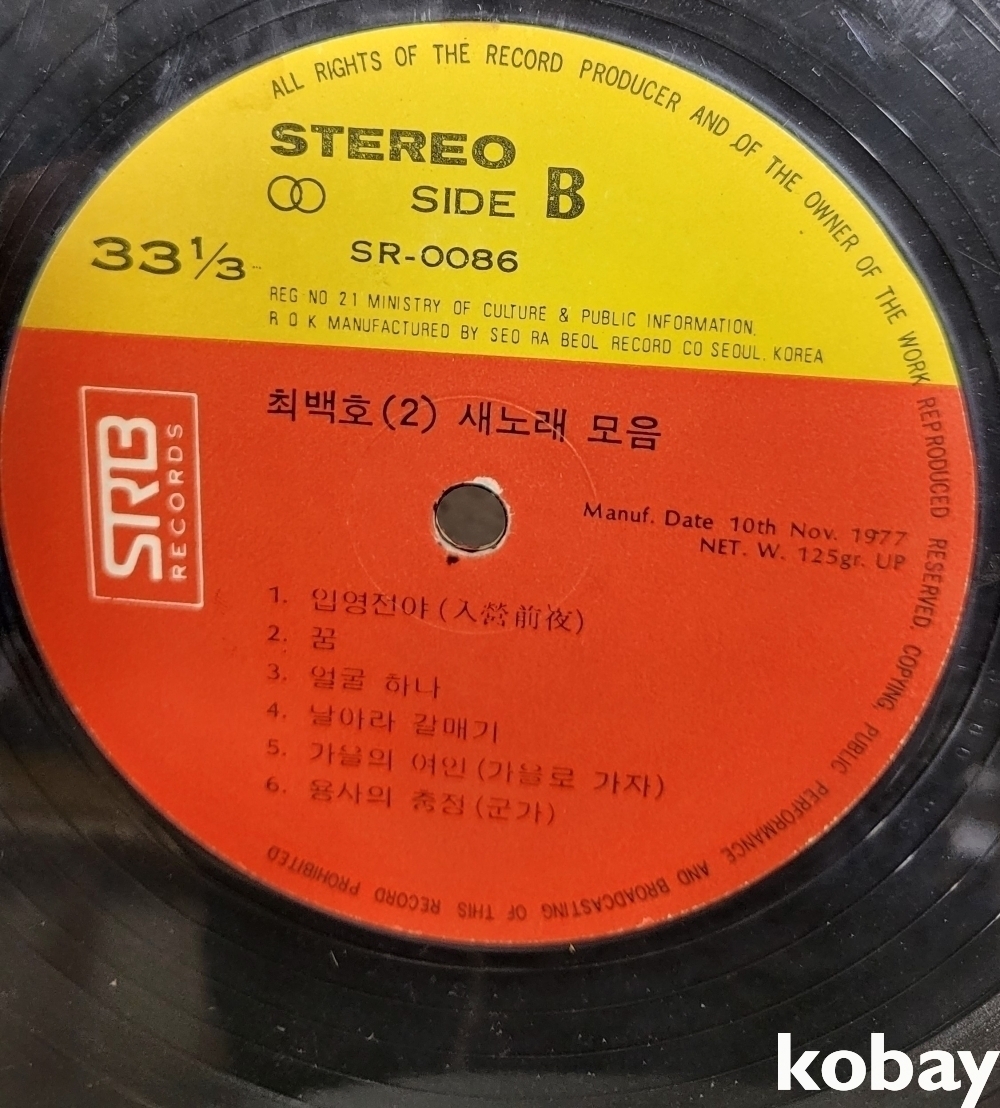 ALL RIGHTS OF THE RECORD PRODUCER AND OF THE OWNER OF THE WORK REPRODUCED RESERVED. COPYING, PUBLIC PERFORMANCE AND BROADCASTING OF THIS RECORD PROHIBITED
STEREO
SIDE B
33 1/3
SR-0086
REG NO 21 MINISTRY OF CULTURE & PUBLIC INFORMATION.
R O K MANUFACTURED BY SEO RA BEOL RECORD CO SEOUL. KOREA
SRB
RECORDS
최백호(2) 새노래 모음
Manuf. Date 10th Nov. 1977
NET. W. 125gr. UP
1. 입영전야(入營前夜)
2. 꿈
3. 얼굴 하나
4. 날아라 갈매기
5. 가을의 여인(가을로 가자)
6. 용사의 충정(군가)
kobay